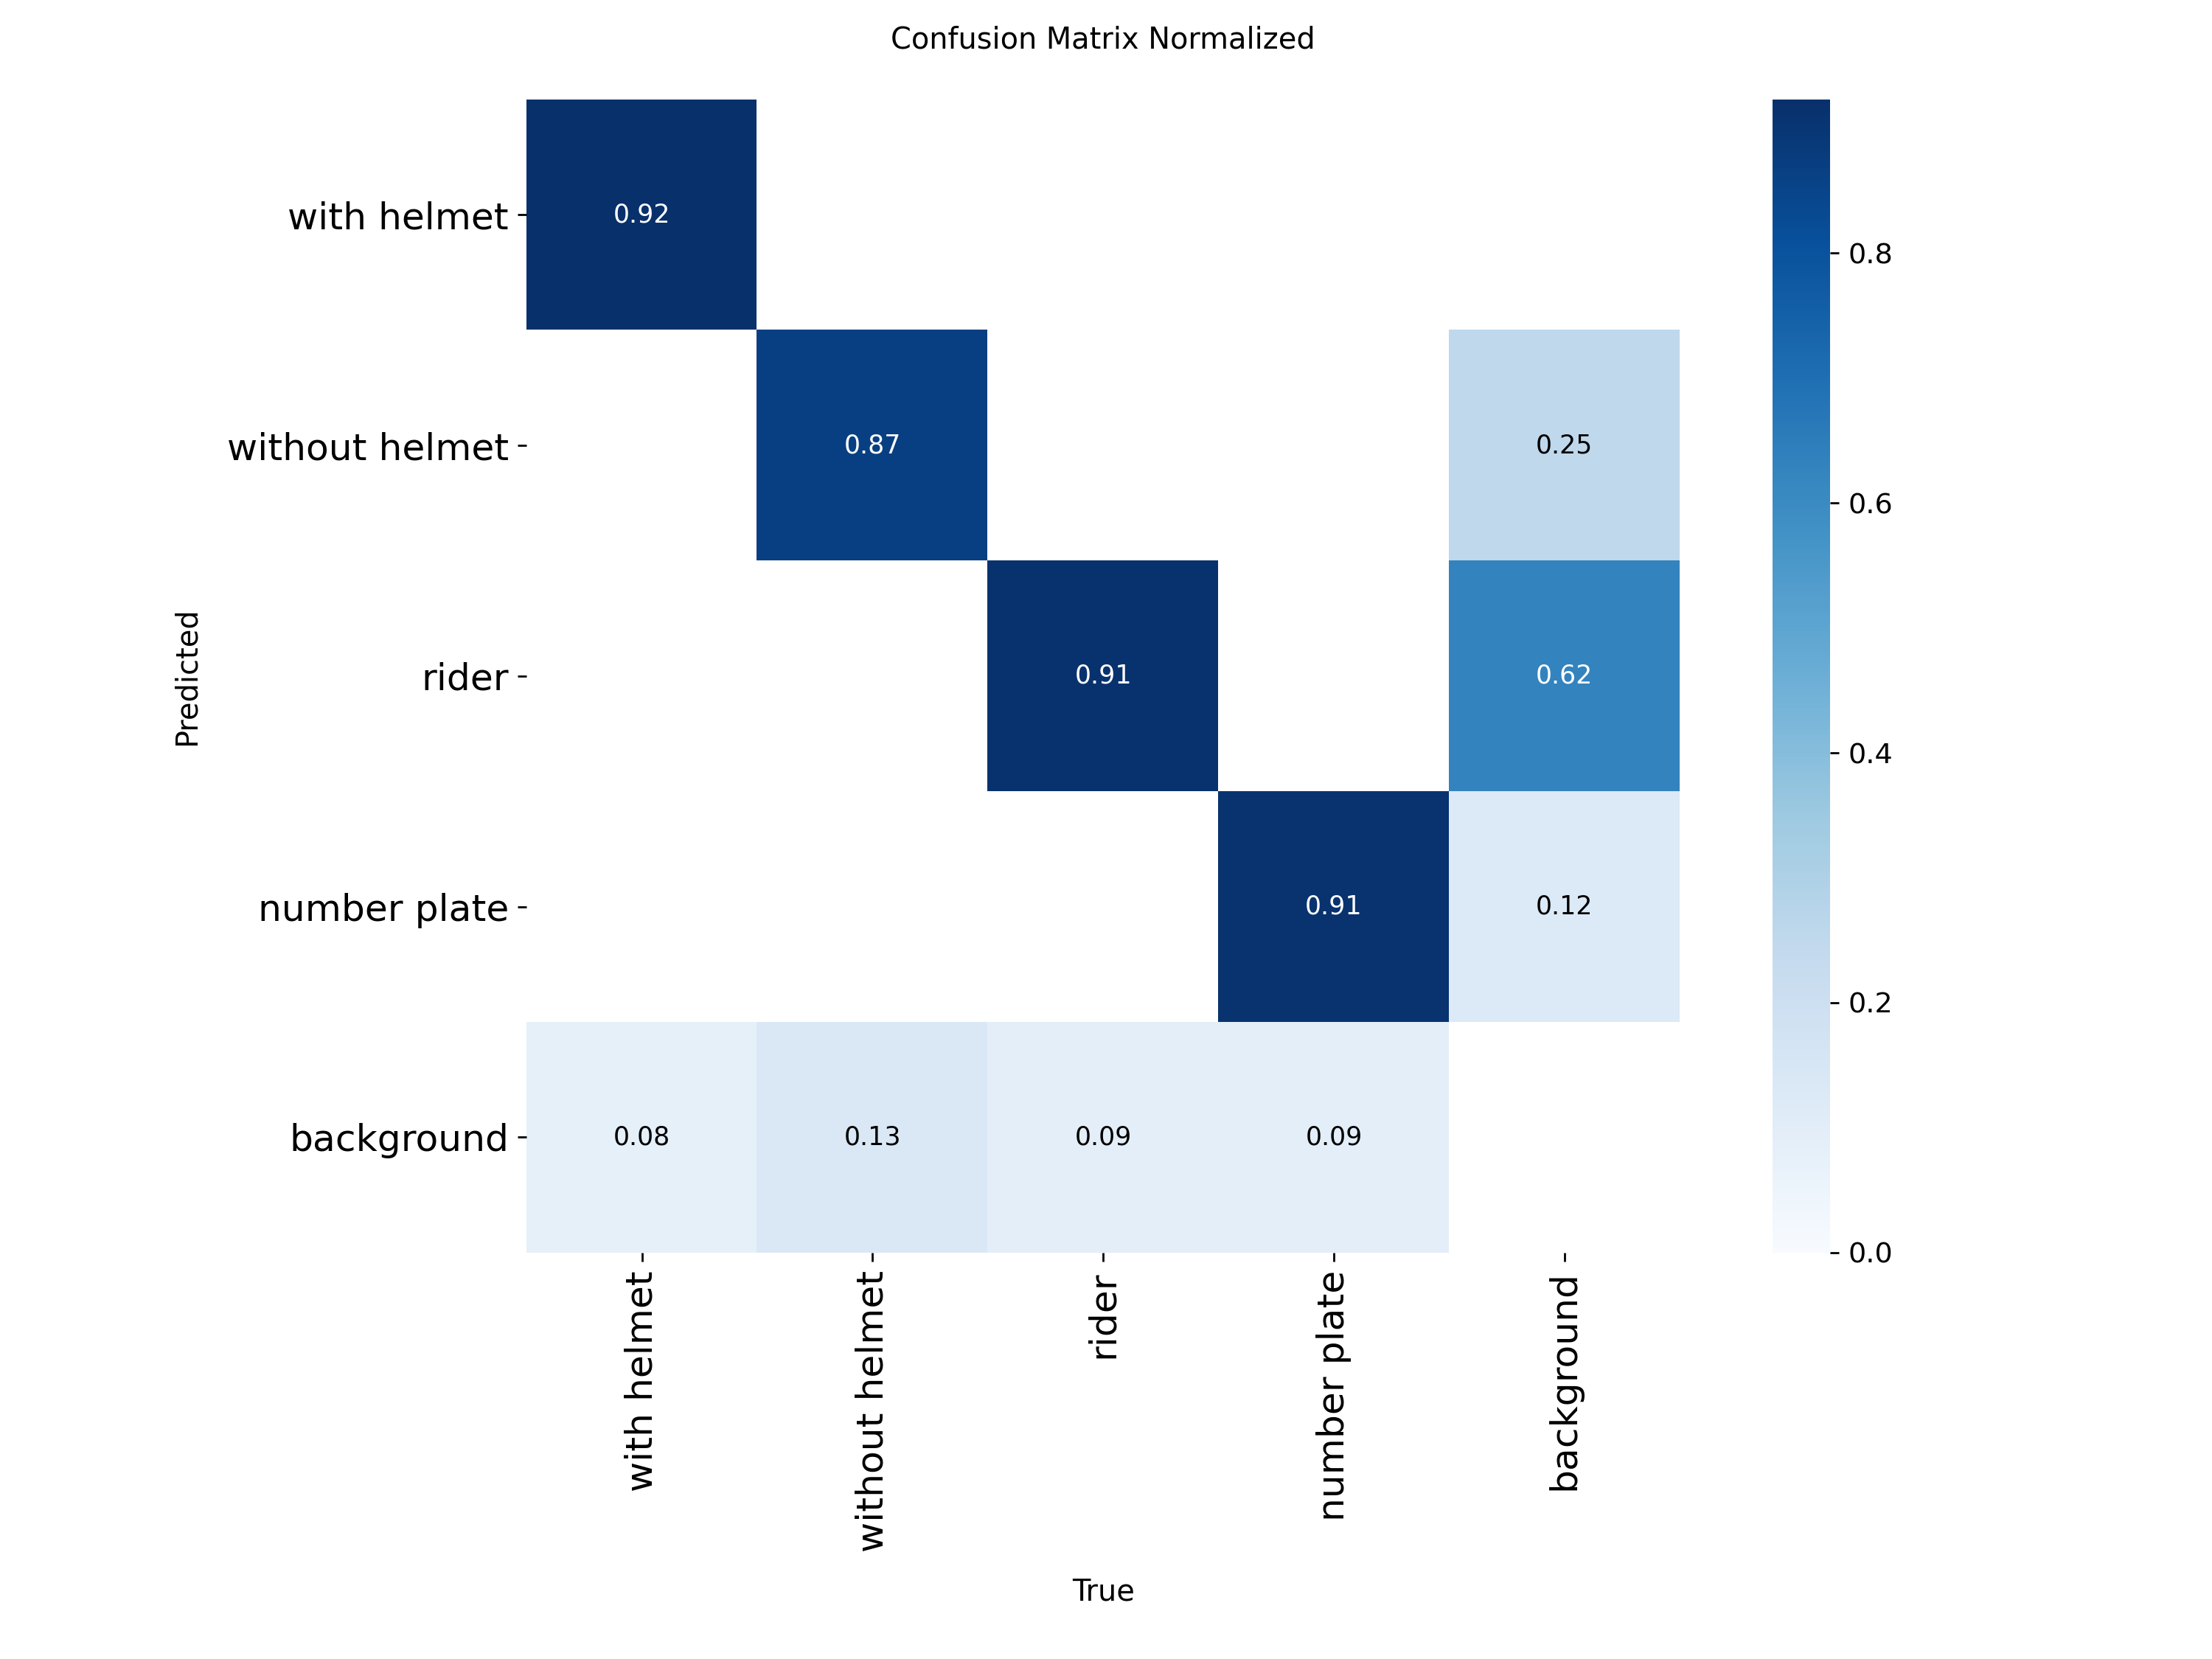 Confusion Matrix Normalized
with helmet
0.92
0.8
without helmet
0.87
0.25
0.6
Predicted
rider
0.91
0.62
0.4
number plate
0.91
0.12
0.2
background
0.08
0.13
0.09
0.09
0.0
with helmet
without helmet
rider
number plate
background
True